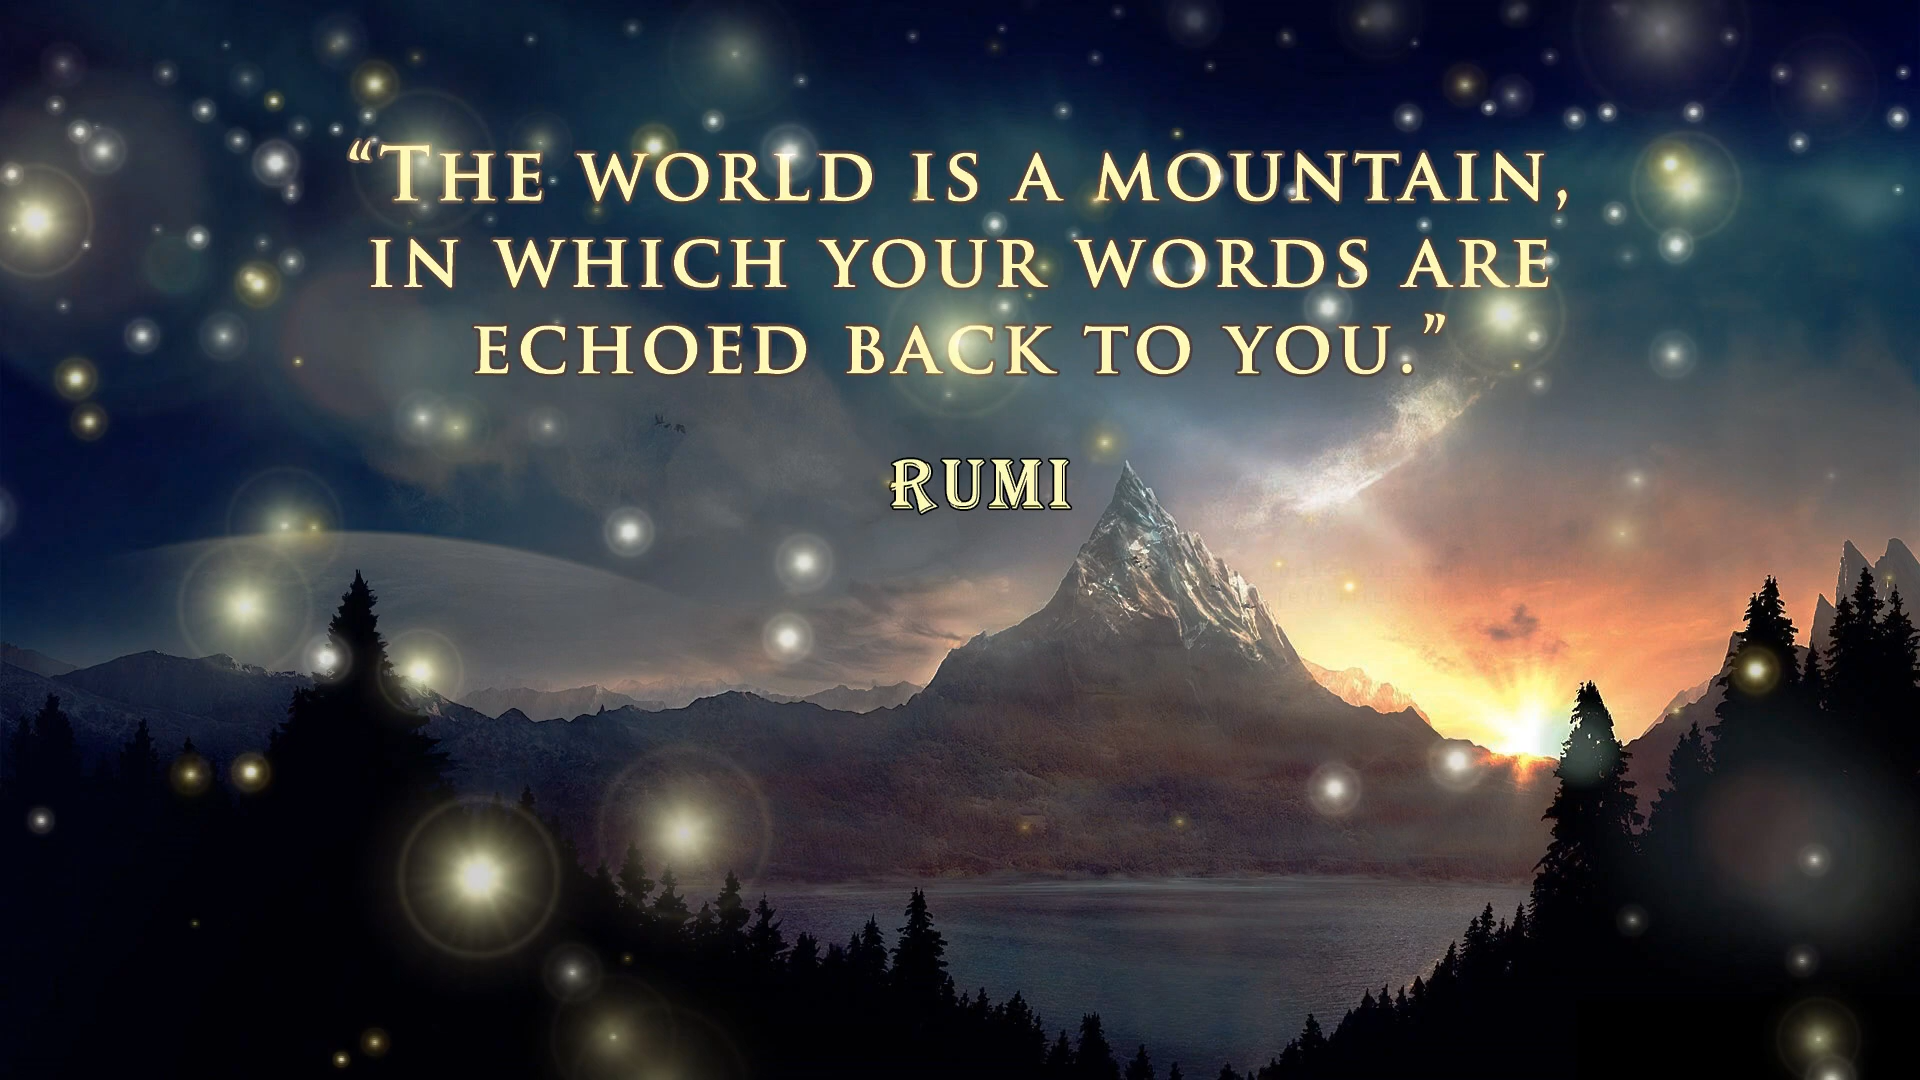 “The world is a mountain,
in which your words are
echoed back to you.”
RUMI